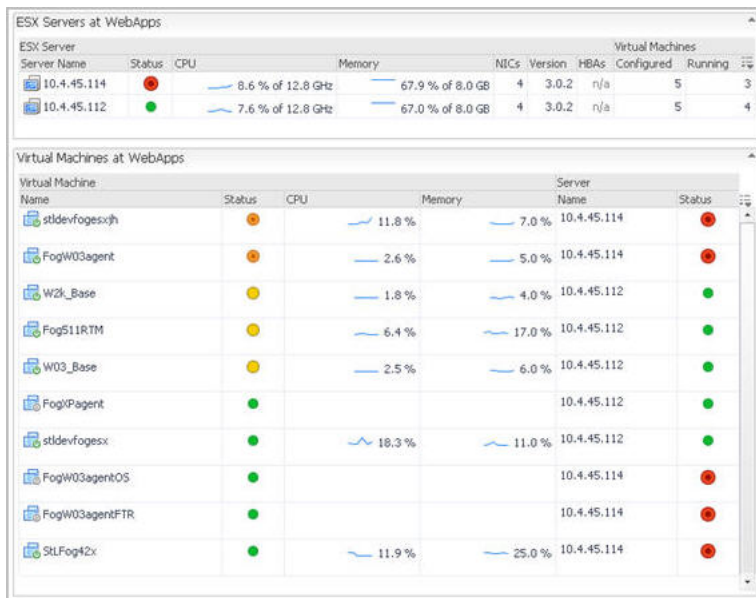 ESX Servers at WebApps
ESX Server Virtual Machines
Server Name Status CPU Memory NICs Version HBAs Configured Running
10.4.45.114 8.6 % of 12.8 GHz 67.9 % of 8.0 GB 4 3.0.2 n/a 5 3
10.4.45.112 7.6 % of 12.8 GHz 67.0 % of 8.0 GB 4 3.0.2 n/a 5 4
Virtual Machines at WebApps
Virtual Machine Server
Name Status CPU Memory Name Status
stldevfogesxjh 11.8 % 7.0 % 10.4.45.114
FogW03agent 2.6 % 5.0 % 10.4.45.114
W2k_Base 1.8 % 4.0 % 10.4.45.112
Fog511RTM 6.4 % 17.0 % 10.4.45.112
W03_Base 2.5 % 6.0 % 10.4.45.112
FogXPagent 10.4.45.112
stldevfogesx 18.3 % 11.0 % 10.4.45.112
FogW03agentOS 10.4.45.114
FogW03agentFTR 10.4.45.114
StLFog42x 11.9 % 25.0 % 10.4.45.114